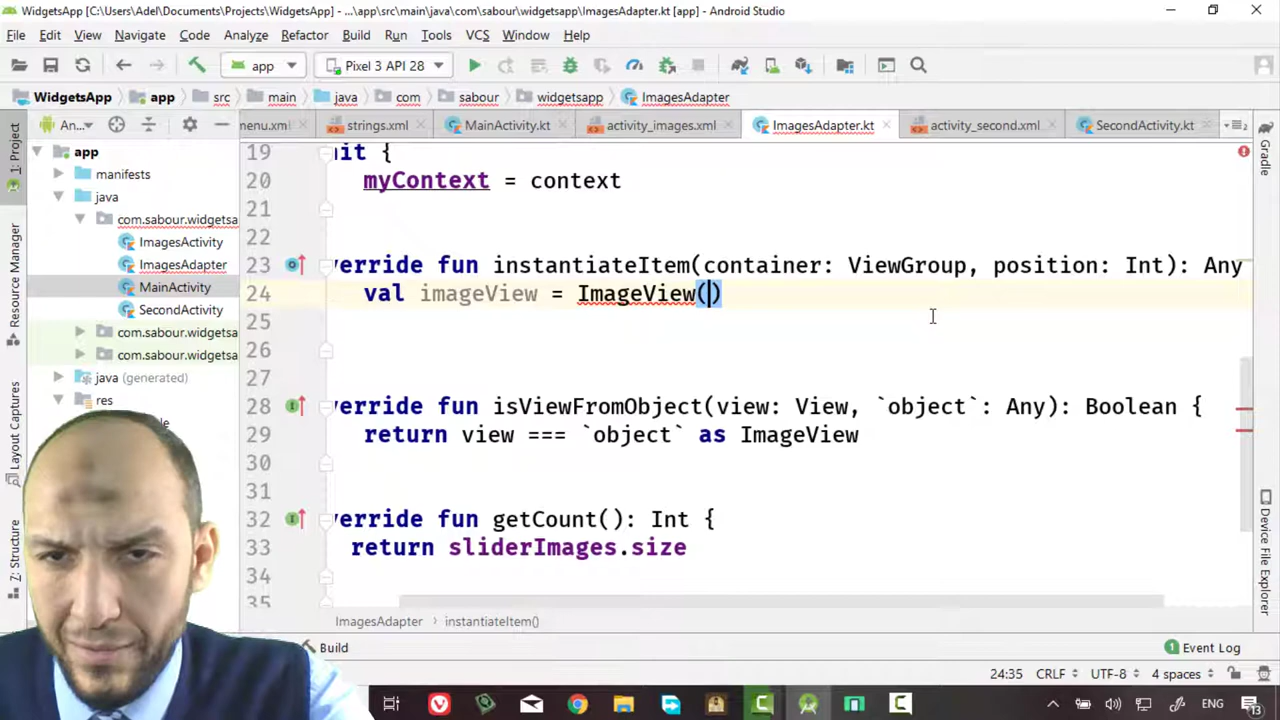 WidgetsApp [C:\Users\Adel\Documents\Projects\WidgetsApp] - ...\app\src\main\java\com\sabour\widgetsapp\ImagesAdapter.kt [app] - Android Studio
File Edit View Navigate Code Analyze Refactor Build Run Tools VCS Window Help
app Pixel 3 API 28
WidgetsApp app src main java com sabour widgetsapp ImagesAdapter
An... menu.xml strings.xml MainActivity.kt activity_images.xml ImagesAdapter.kt activity_second.xml SecondActivity.kt
1: Project
Resource Manager
Layout Captures
Z: Structure
app
manifests
java
com.sabour.widgetsa
ImagesActivity
ImagesAdapter
MainActivity
SecondActivity
com.sabour.widgetsa
com.sabour.widgetsa
java (generated)
res
19 nit {
20 myContext = context
21
22
23 verride fun instantiateItem(container: ViewGroup, position: Int): Any
24 val imageView = ImageView()
25
26
27
28 verride fun isViewFromObject(view: View, `object`: Any): Boolean {
29 return view === `object` as ImageView
30
31
32 verride fun getCount(): Int {
33 return sliderImages.size
34
35
Gradle
Device File Explorer
ImagesAdapter › instantiateItem()
Build 1 Event Log
24:35 CRLF UTF-8 4 spaces
ENG 13